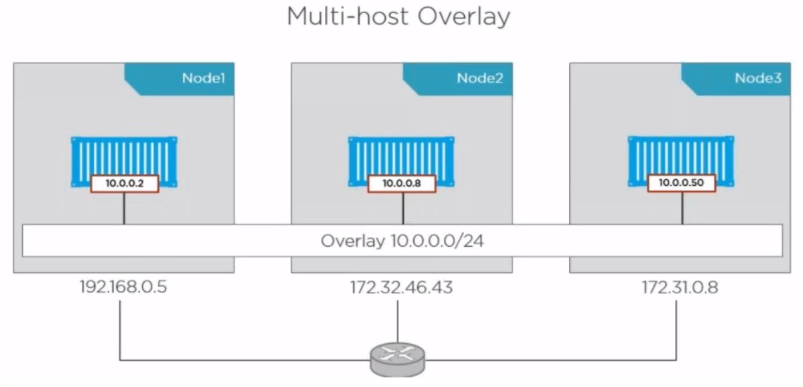 Multi-host Overlay
Node1
Node2
Node3
10.0.0.2
10.0.0.8
10.0.0.50
Overlay 10.0.0.0/24
192.168.0.5
172.32.46.43
172.31.0.8